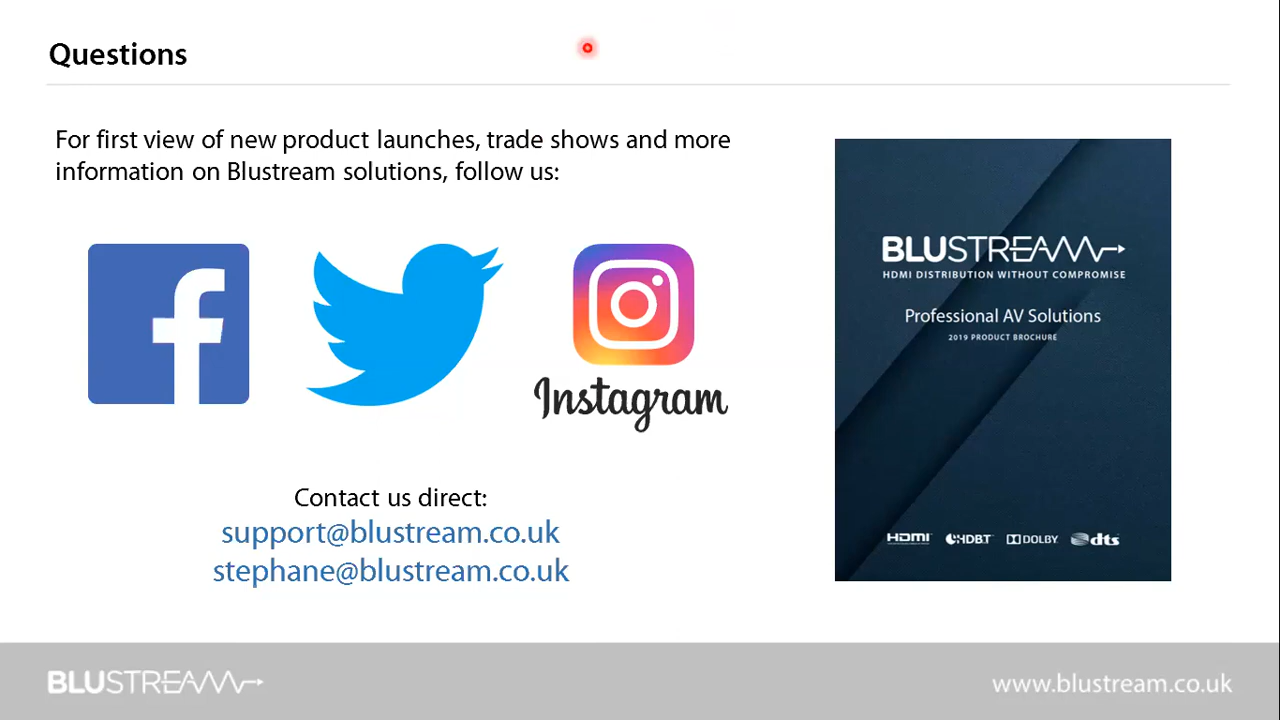 Questions
For first view of new product launches, trade shows and more
information on Blustream solutions, follow us:
f
Instagram
Contact us direct:
support@blustream.co.uk
stephane@blustream.co.uk
BLUSTREAM
HDMI DISTRIBUTION WITHOUT COMPROMISE
Professional AV Solutions
2019 PRODUCT BROCHURE
HDMI HDBT DOLBY dts
BLUSTREAM
www.blustream.co.uk